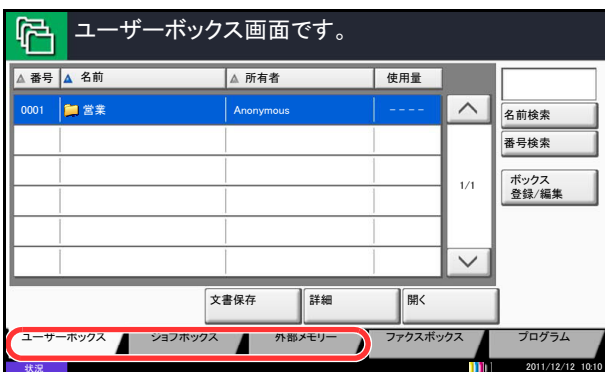 ユーザーボックス画面です。
番号 名前 所有者 使用量
0001 営業 Anonymous ----
名前検索
番号検索
1/1
ボックス
登録/編集
文書保存 詳細 開く
ユーザーボックス ジョブボックス 外部メモリー ファクスボックス プログラム
状況 2011/12/12 10:10